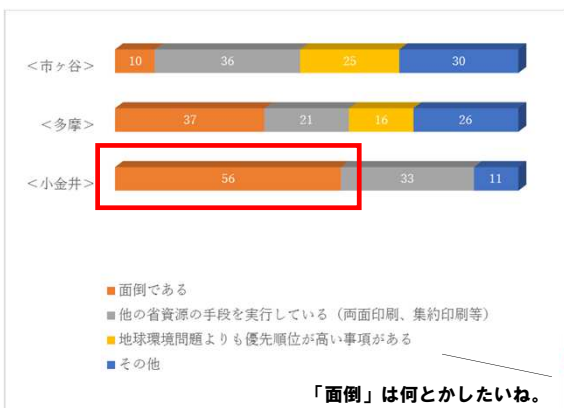 <市ヶ谷> 10 36 25 30
<多摩> 37 21 16 26
<小金井> 56 33 11
面倒である
他の省資源の手段を実行している（両面印刷、集約印刷等）
地球環境問題よりも優先順位が高い事項がある
その他
「面倒」は何とかしたいね。